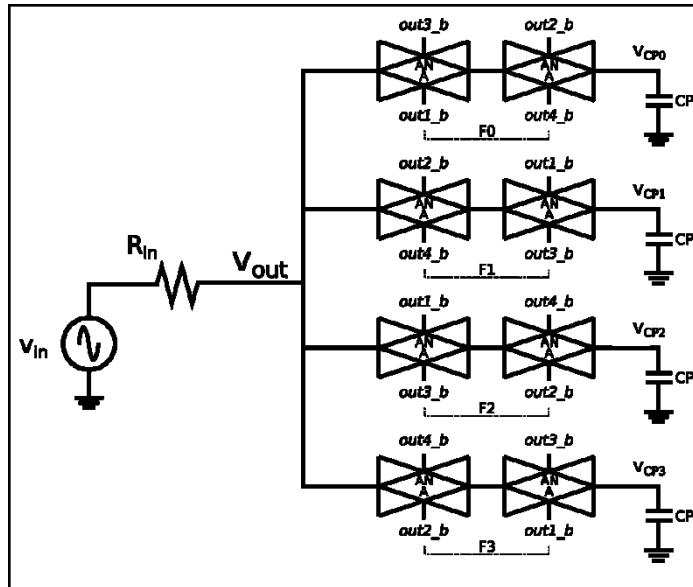 out3_b out2_b
V_CP0
AN AN
A A
CP
out1_b out4_b
F0
out2_b out1_b
V_CP1
AN AN
A A
CP
out4_b out3_b
F1
R_in
V_out
v_in
out1_b out4_b
V_CP2
AN AN
A A
CP
out3_b out2_b
F2
out4_b out3_b
V_CP3
AN AN
A A
CP
out2_b out1_b
F3